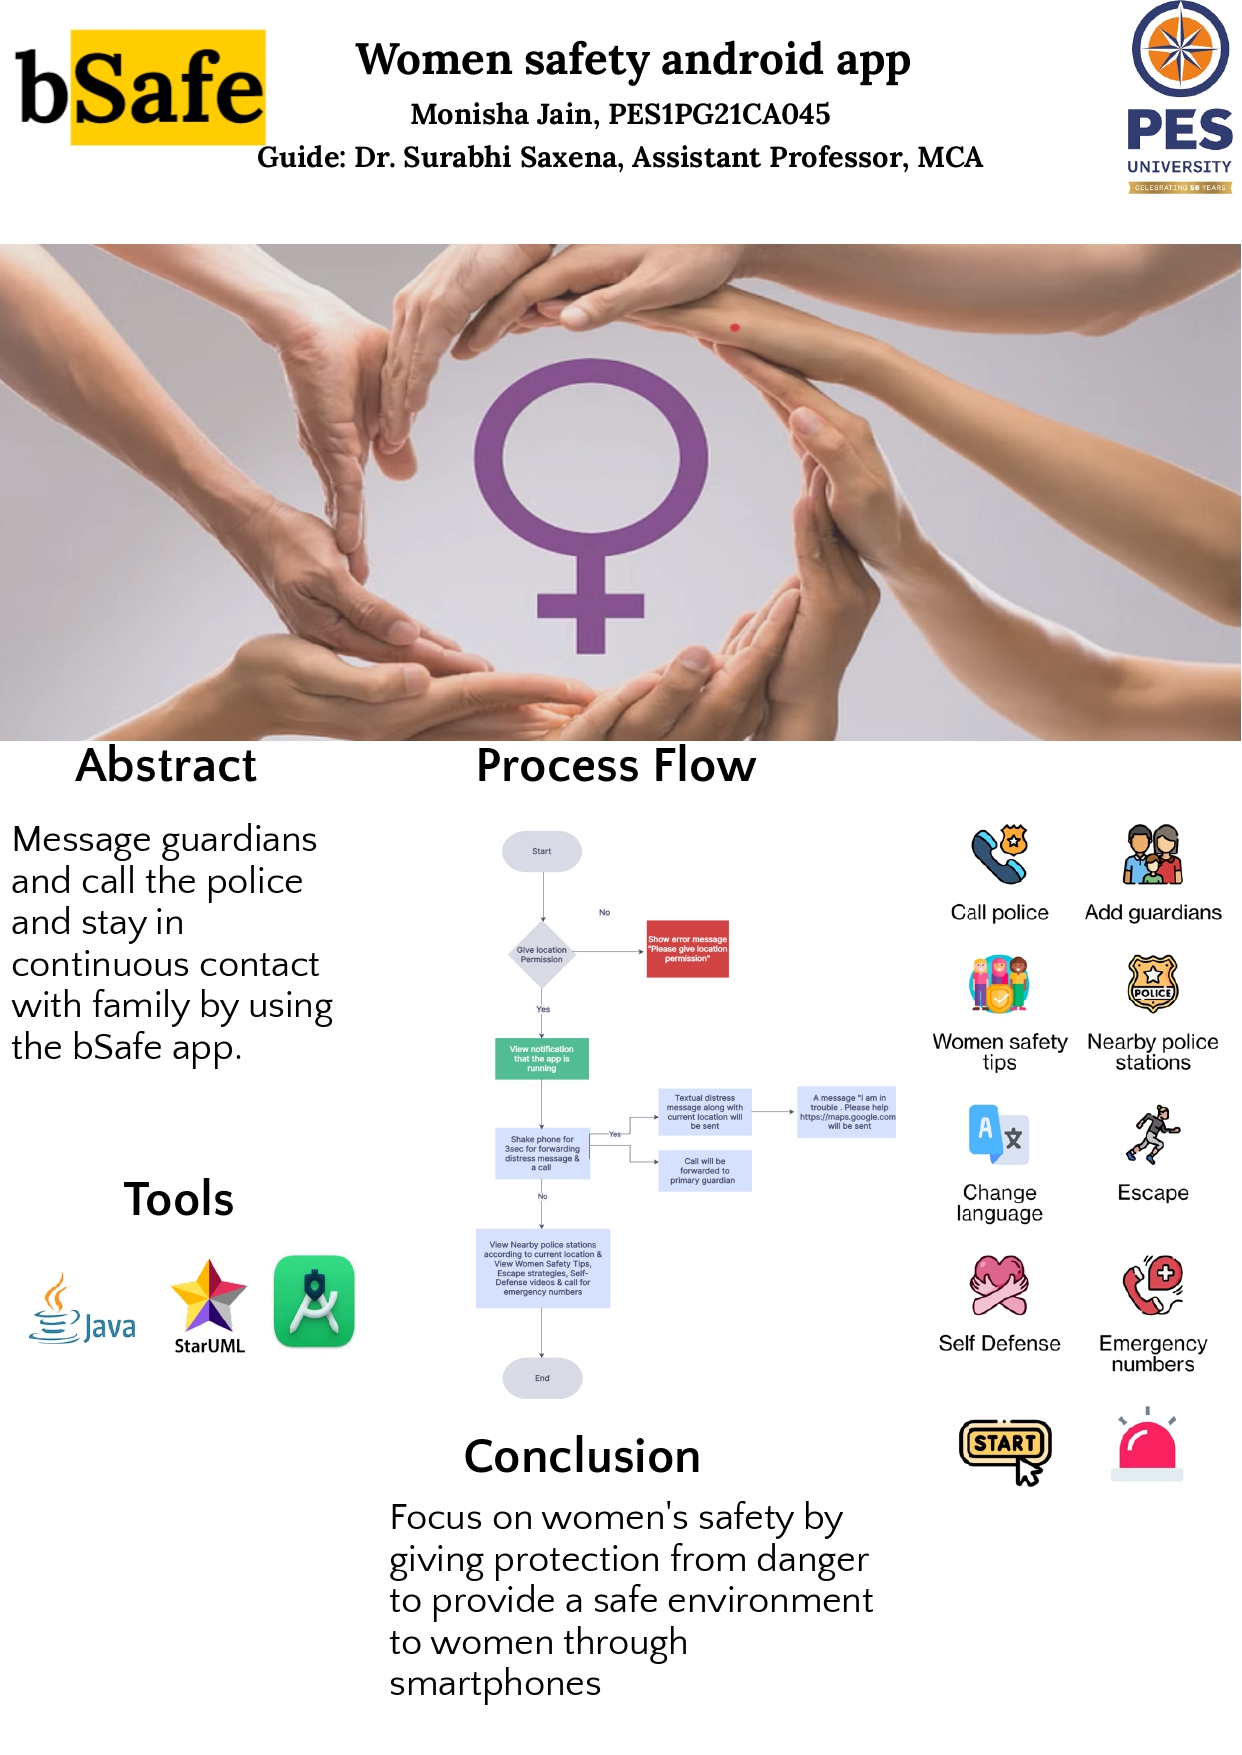 bSafe
Women safety android app
Monisha Jain, PES1PG21CA045
Guide: Dr. Surabhi Saxena, Assistant Professor, MCA
PES
UNIVERSITY
CELEBRATING 50 YEARS
Abstract
Message guardians
and call the police
and stay in
continuous contact
with family by using
the bSafe app.
Tools
Java
StarUML
Process Flow
Start
Give location
Permission
No
Show error message
"Please give location
permission"
Yes
View notification
that the app is
running
Shake phone for
3sec for forwarding
distress message &
a call
Yes
Textual distress
message along with
current location will
be sent
A message "I am in
trouble . Please help
https://maps.google.com
will be sent
Call will be
forwarded to
primary guardian
No
View Nearby police stations
according to current location &
View Women Safety Tips,
Escape strategies, Self-
Defense videos & call for
emergency numbers
End
Call police
Add guardians
Women safety
tips
POLICE
Nearby police
stations
A
文
Change
language
Escape
Self Defense
Emergency
numbers
START
Conclusion
Focus on women's safety by
giving protection from danger
to provide a safe environment
to women through
smartphones